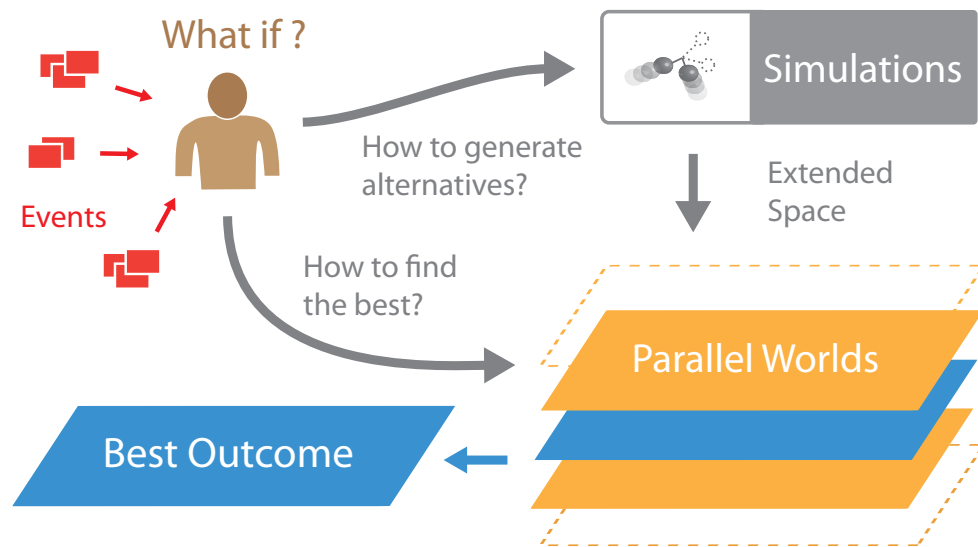 What if ?
Simulations
How to generate
alternatives?
Extended
Space
Events
How to find
the best?
Parallel Worlds
Best Outcome